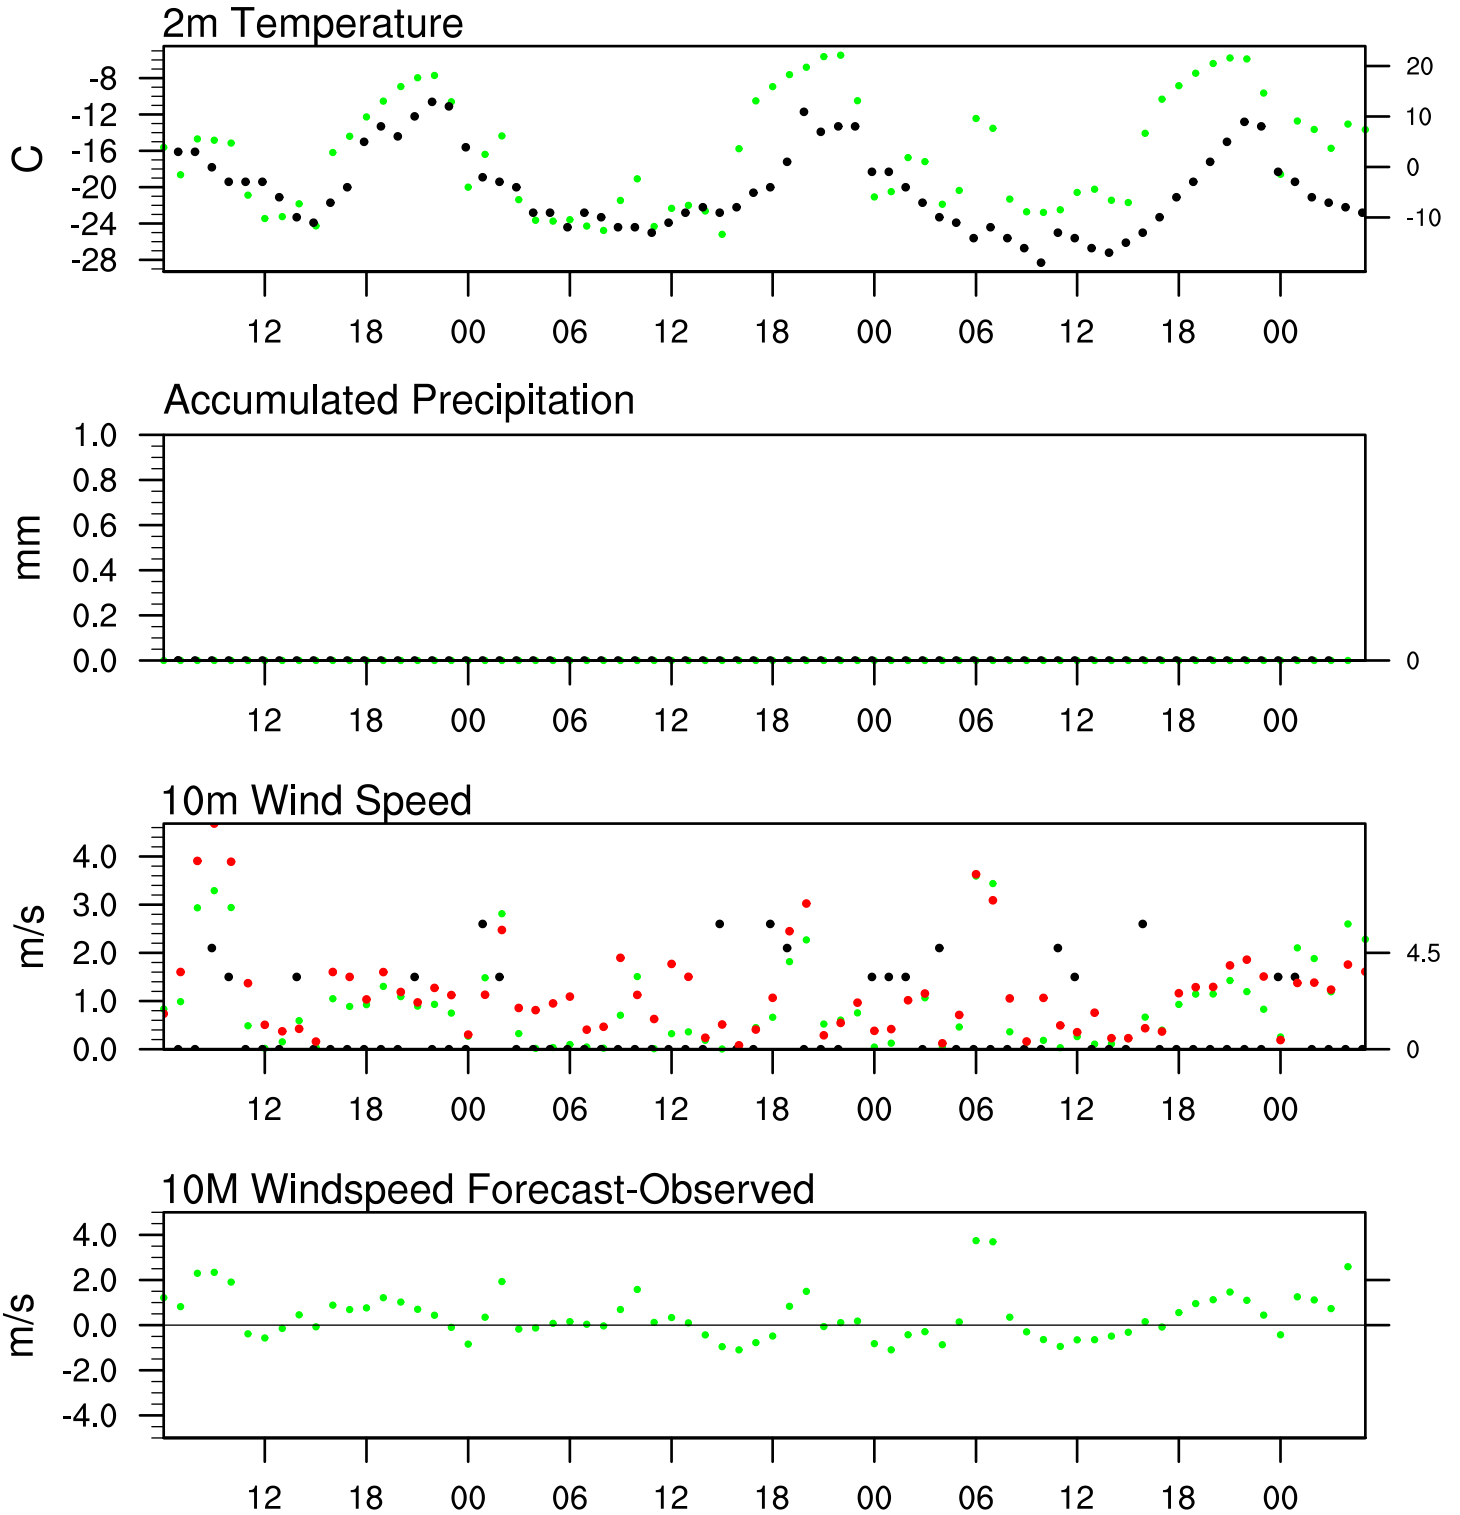 2m Temperature
-8
-12
-16
-20
-24
-28
C
20
10
0
-10
12 18 00 06 12 18 00 06 12 18 00
Accumulated Precipitation
1.0
0.8
0.6
0.4
0.2
0.0
mm
0
12 18 00 06 12 18 00 06 12 18 00
10m Wind Speed
4.0
3.0
2.0
1.0
0.0
m/s
4.5
0
12 18 00 06 12 18 00 06 12 18 00
10M Windspeed Forecast-Observed
4.0
2.0
0.0
-2.0
-4.0
m/s
12 18 00 06 12 18 00 06 12 18 00